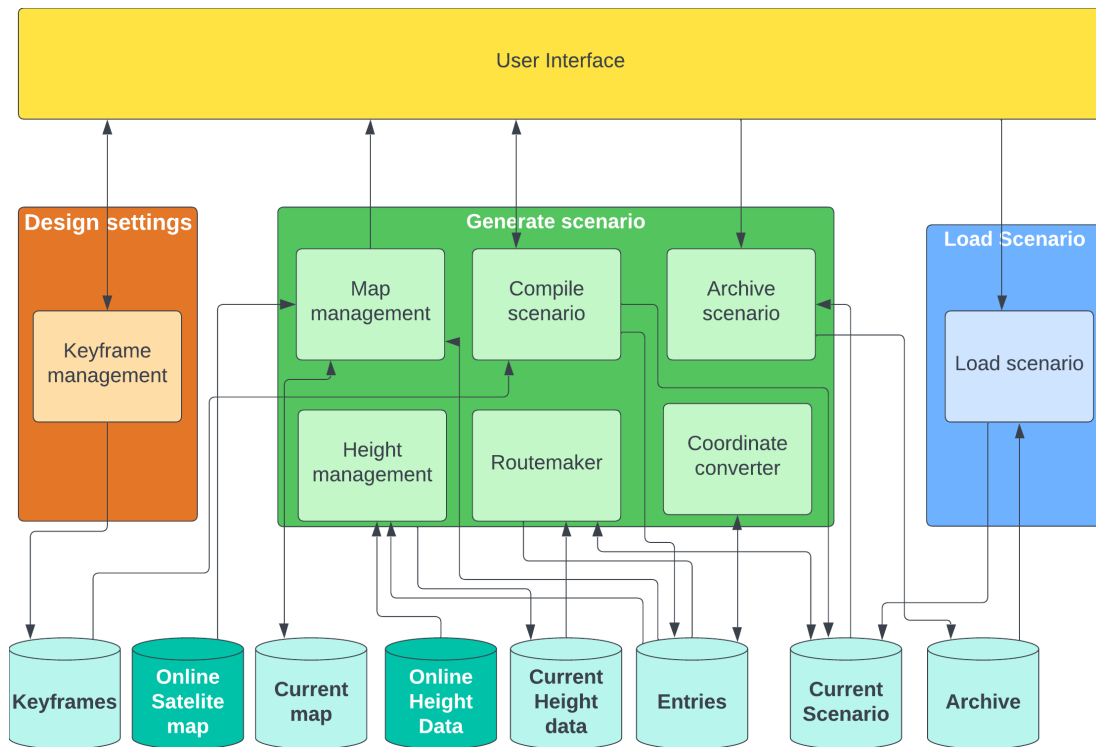 User Interface
Design settings
Generate scenario
Load Scenario
Map
management
Compile
scenario
Archive
scenario
Keyframe
management
Load scenario
Height
management
Routemaker
Coordinate
converter
Keyframes
Online
Satelite
map
Current
map
Online
Height
Data
Current
Height
data
Entries
Current
Scenario
Archive